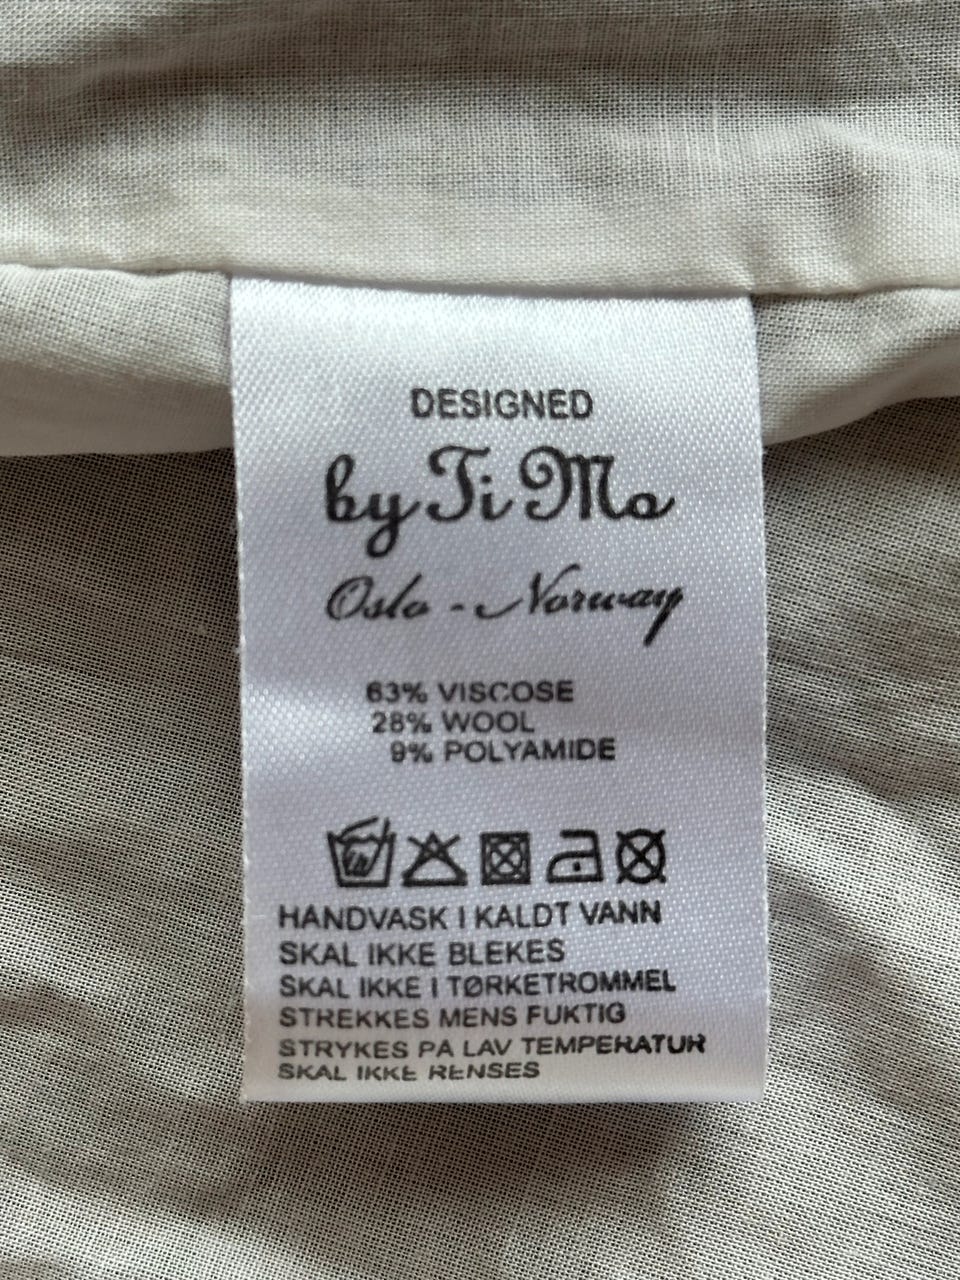 DESIGNED
by Ti Mo
Oslo - Norway
63% VISCOSE
28% WOOL
9% POLYAMIDE
HANDVASK I KALDT VANN
SKAL IKKE BLEKES
SKAL IKKE I TØRKETROMMEL
STREKKES MENS FUKTIG
STRYKES PA LAV TEMPERATUR
SKAL IKKE RENSES